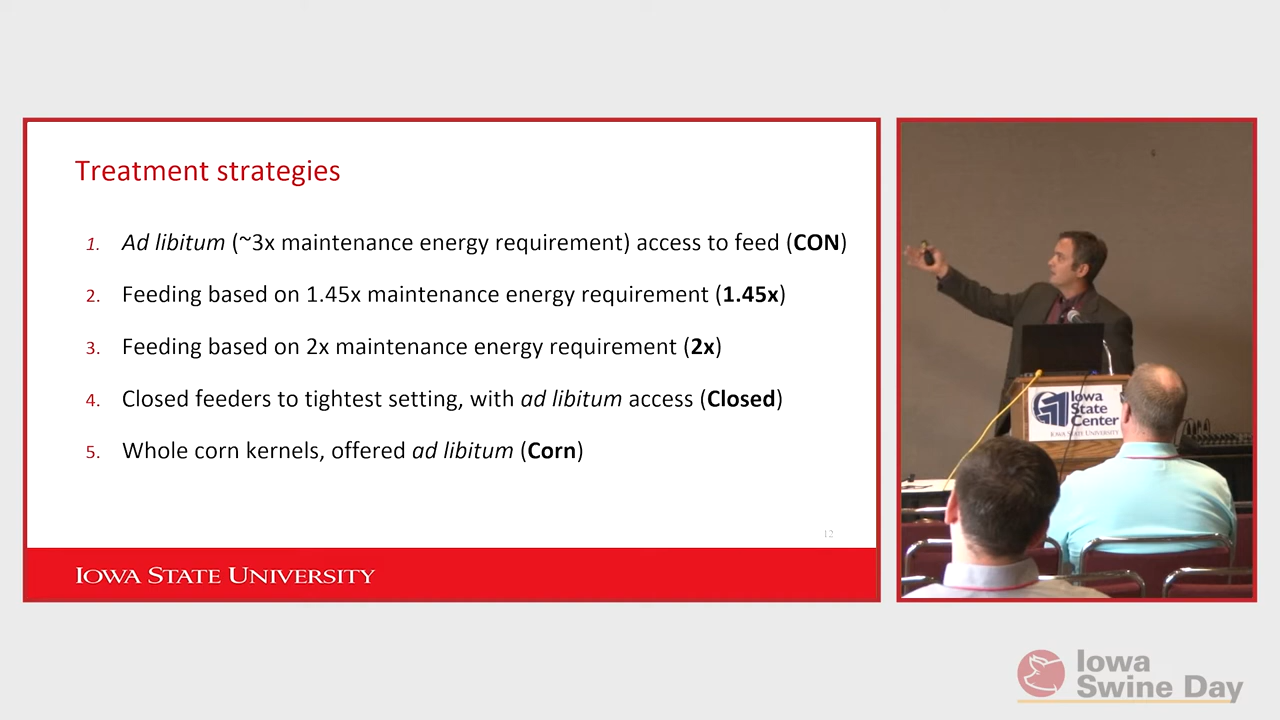 Treatment strategies
1. Ad libitum (~3x maintenance energy requirement) access to feed (CON)
2. Feeding based on 1.45x maintenance energy requirement (1.45x)
3. Feeding based on 2x maintenance energy requirement (2x)
4. Closed feeders to tightest setting, with ad libitum access (Closed)
5. Whole corn kernels, offered ad libitum (Corn)
12
IOWA STATE UNIVERSITY
Iowa
State
Center
IOWA STATE UNIVERSITY
Iowa
Swine Day